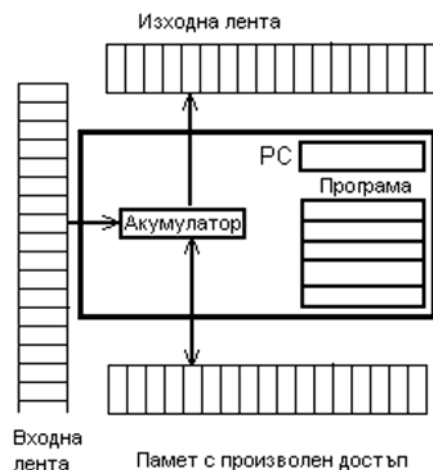 Изходна лента
PC
Програма
Акумулатор
Входна
лента
Памет с произволен достъп